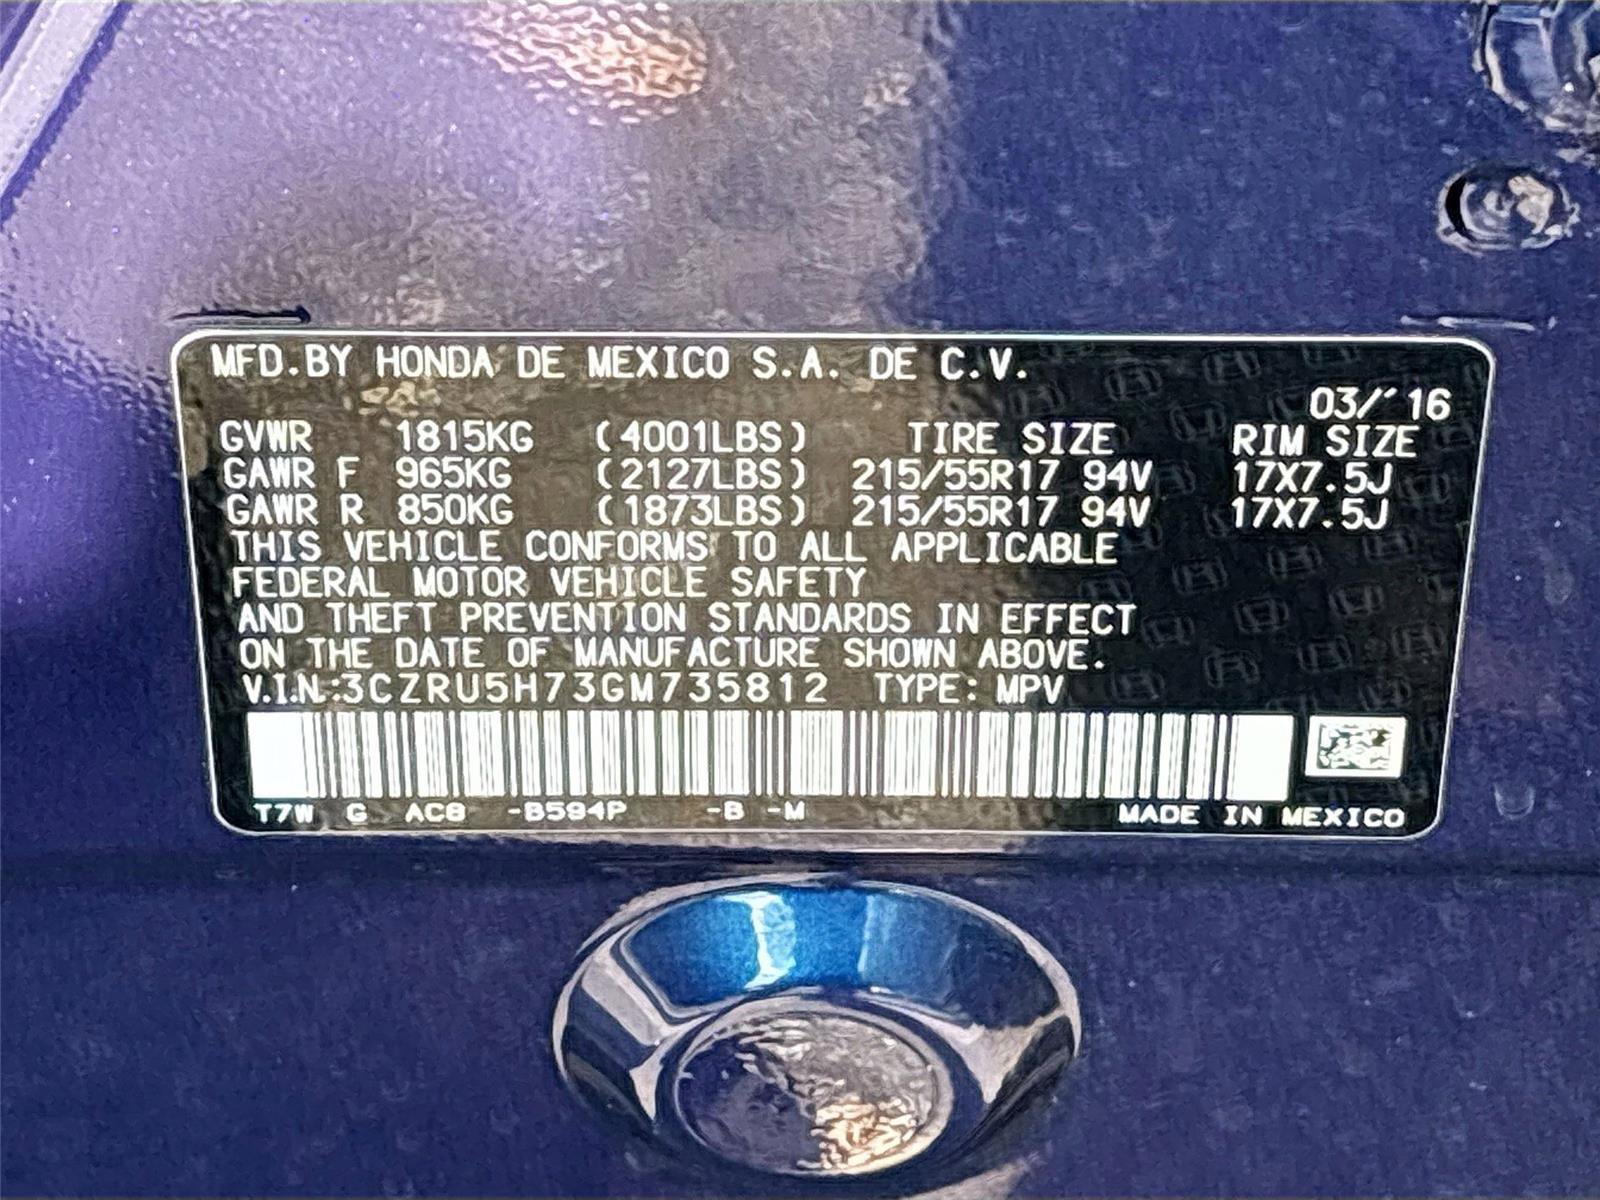 MFD.BY HONDA DE MEXICO S.A. DE C.V.
03/´16
GVWR 1815KG (4001LBS) TIRE SIZE RIM SIZE
GAWR F 965KG (2127LBS) 215/55R17 94V 17X7.5J
GAWR R 850KG (1873LBS) 215/55R17 94V 17X7.5J
THIS VEHICLE CONFORMS TO ALL APPLICABLE
FEDERAL MOTOR VEHICLE SAFETY
AND THEFT PREVENTION STANDARDS IN EFFECT
ON THE DATE OF MANUFACTURE SHOWN ABOVE.
V.I.N.:3CZRU5H73GM735812 TYPE: MPV
T7W G AC8 -B594P -B -M MADE IN MEXICO